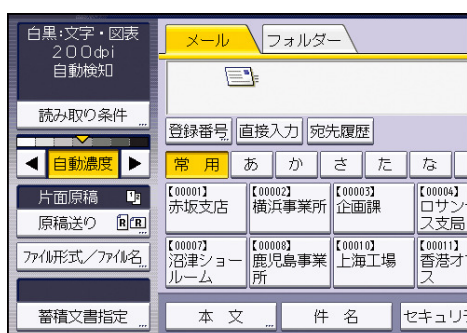 白黒:文字・図表
200dpi
自動検知
読み取り条件
自動濃度
片面原稿
原稿送り
ファイル形式/ファイル名
蓄積文書指定
メール
フォルダー
登録番号
直接入力
宛先履歴
常用
あ
か
さ
た
な
【00001】
赤坂支店
【00002】
横浜事業所
【00003】
企画課
【00004】
ロサン
ス支局
【00007】
沼津ショー
ルーム
【00008】
鹿児島事業
所
【00010】
上海工場
【00011】
香港オ
ス
本文
件名
セキュリ